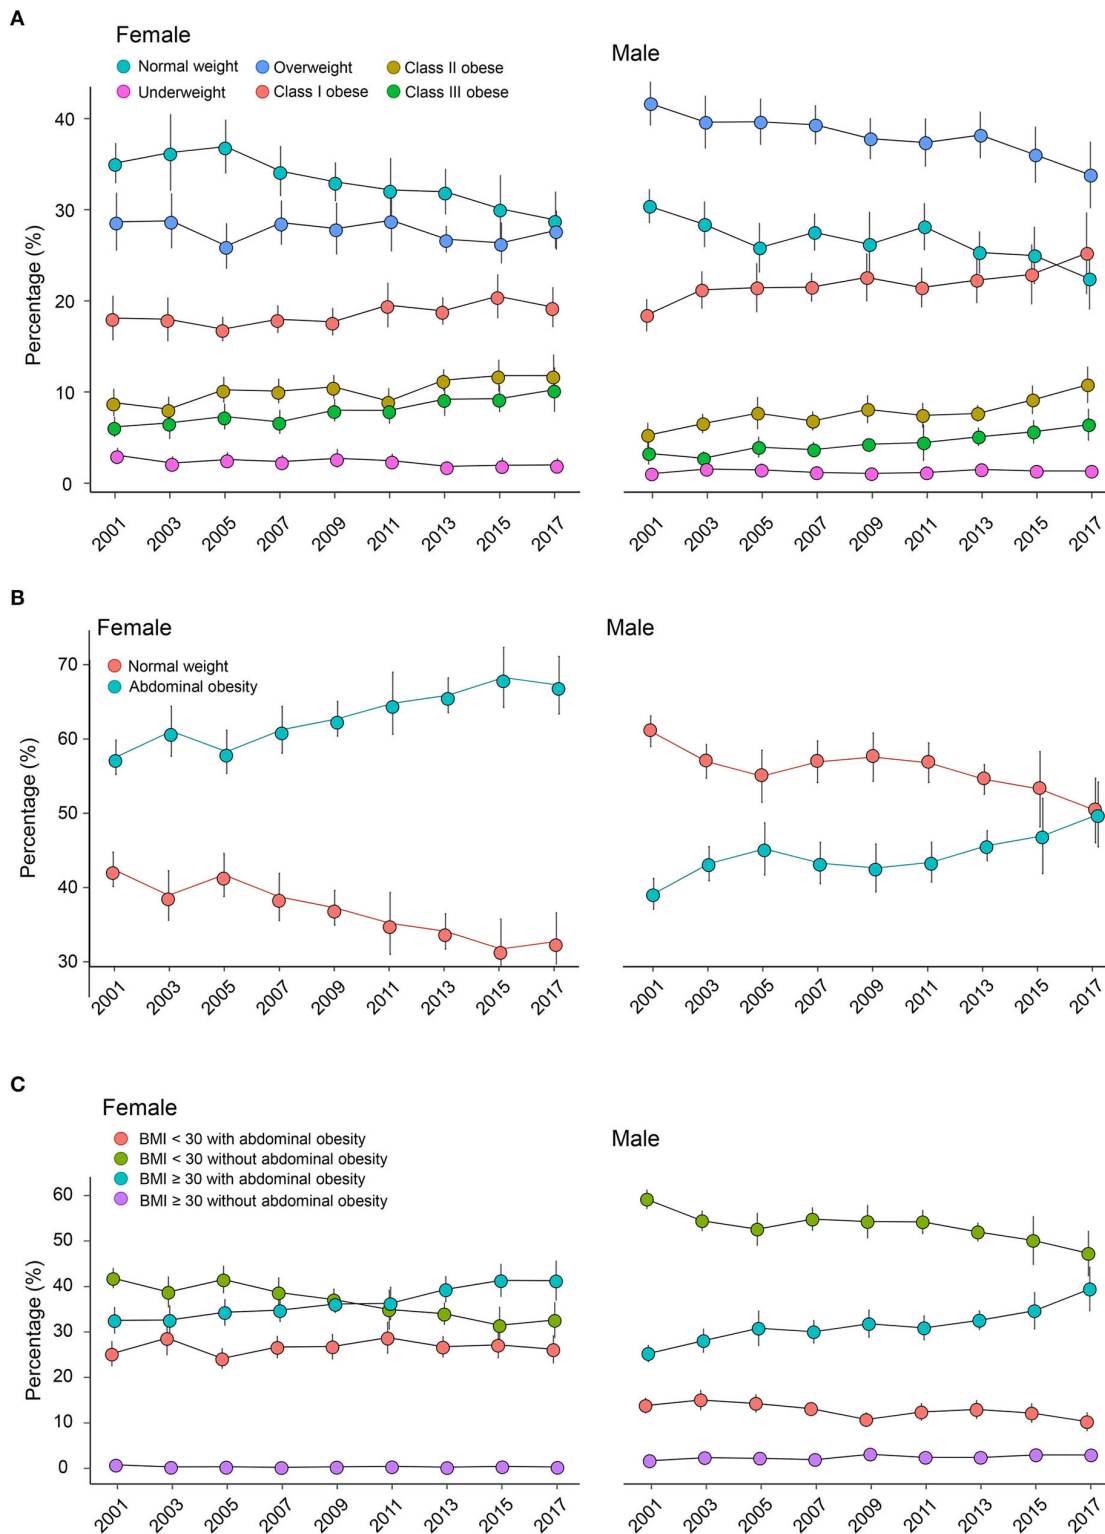 A
Female
Normal weight Overweight Class II obese
Underweight Class I obese Class III obese
Male
Percentage (%)
40
30
20
10
0
2001 2003 2005 2007 2009 2011 2013 2015 2017
2001 2003 2005 2007 2009 2011 2013 2015 2017
B
Female
Normal weight
Abdominal obesity
Male
Percentage (%)
70
60
50
40
30
2001 2003 2005 2007 2009 2011 2013 2015 2017
2001 2003 2005 2007 2009 2011 2013 2015 2017
C
Female
BMI < 30 with abdominal obesity
BMI < 30 without abdominal obesity
BMI ≥ 30 with abdominal obesity
BMI ≥ 30 without abdominal obesity
Male
Percentage (%)
60
50
40
30
20
10
0
2001 2003 2005 2007 2009 2011 2013 2015 2017
2001 2003 2005 2007 2009 2011 2013 2015 2017